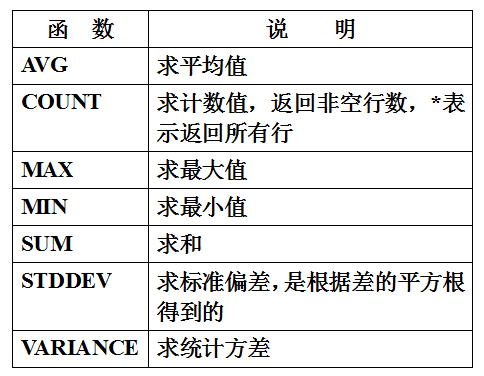 函 数 说 明
AVG 求平均值
COUNT 求计数值，返回非空行数，*表
示返回所有行
MAX 求最大值
MIN 求最小值
SUM 求和
STDDEV 求标准偏差，是根据差的平方根
得到的
VARIANCE 求统计方差